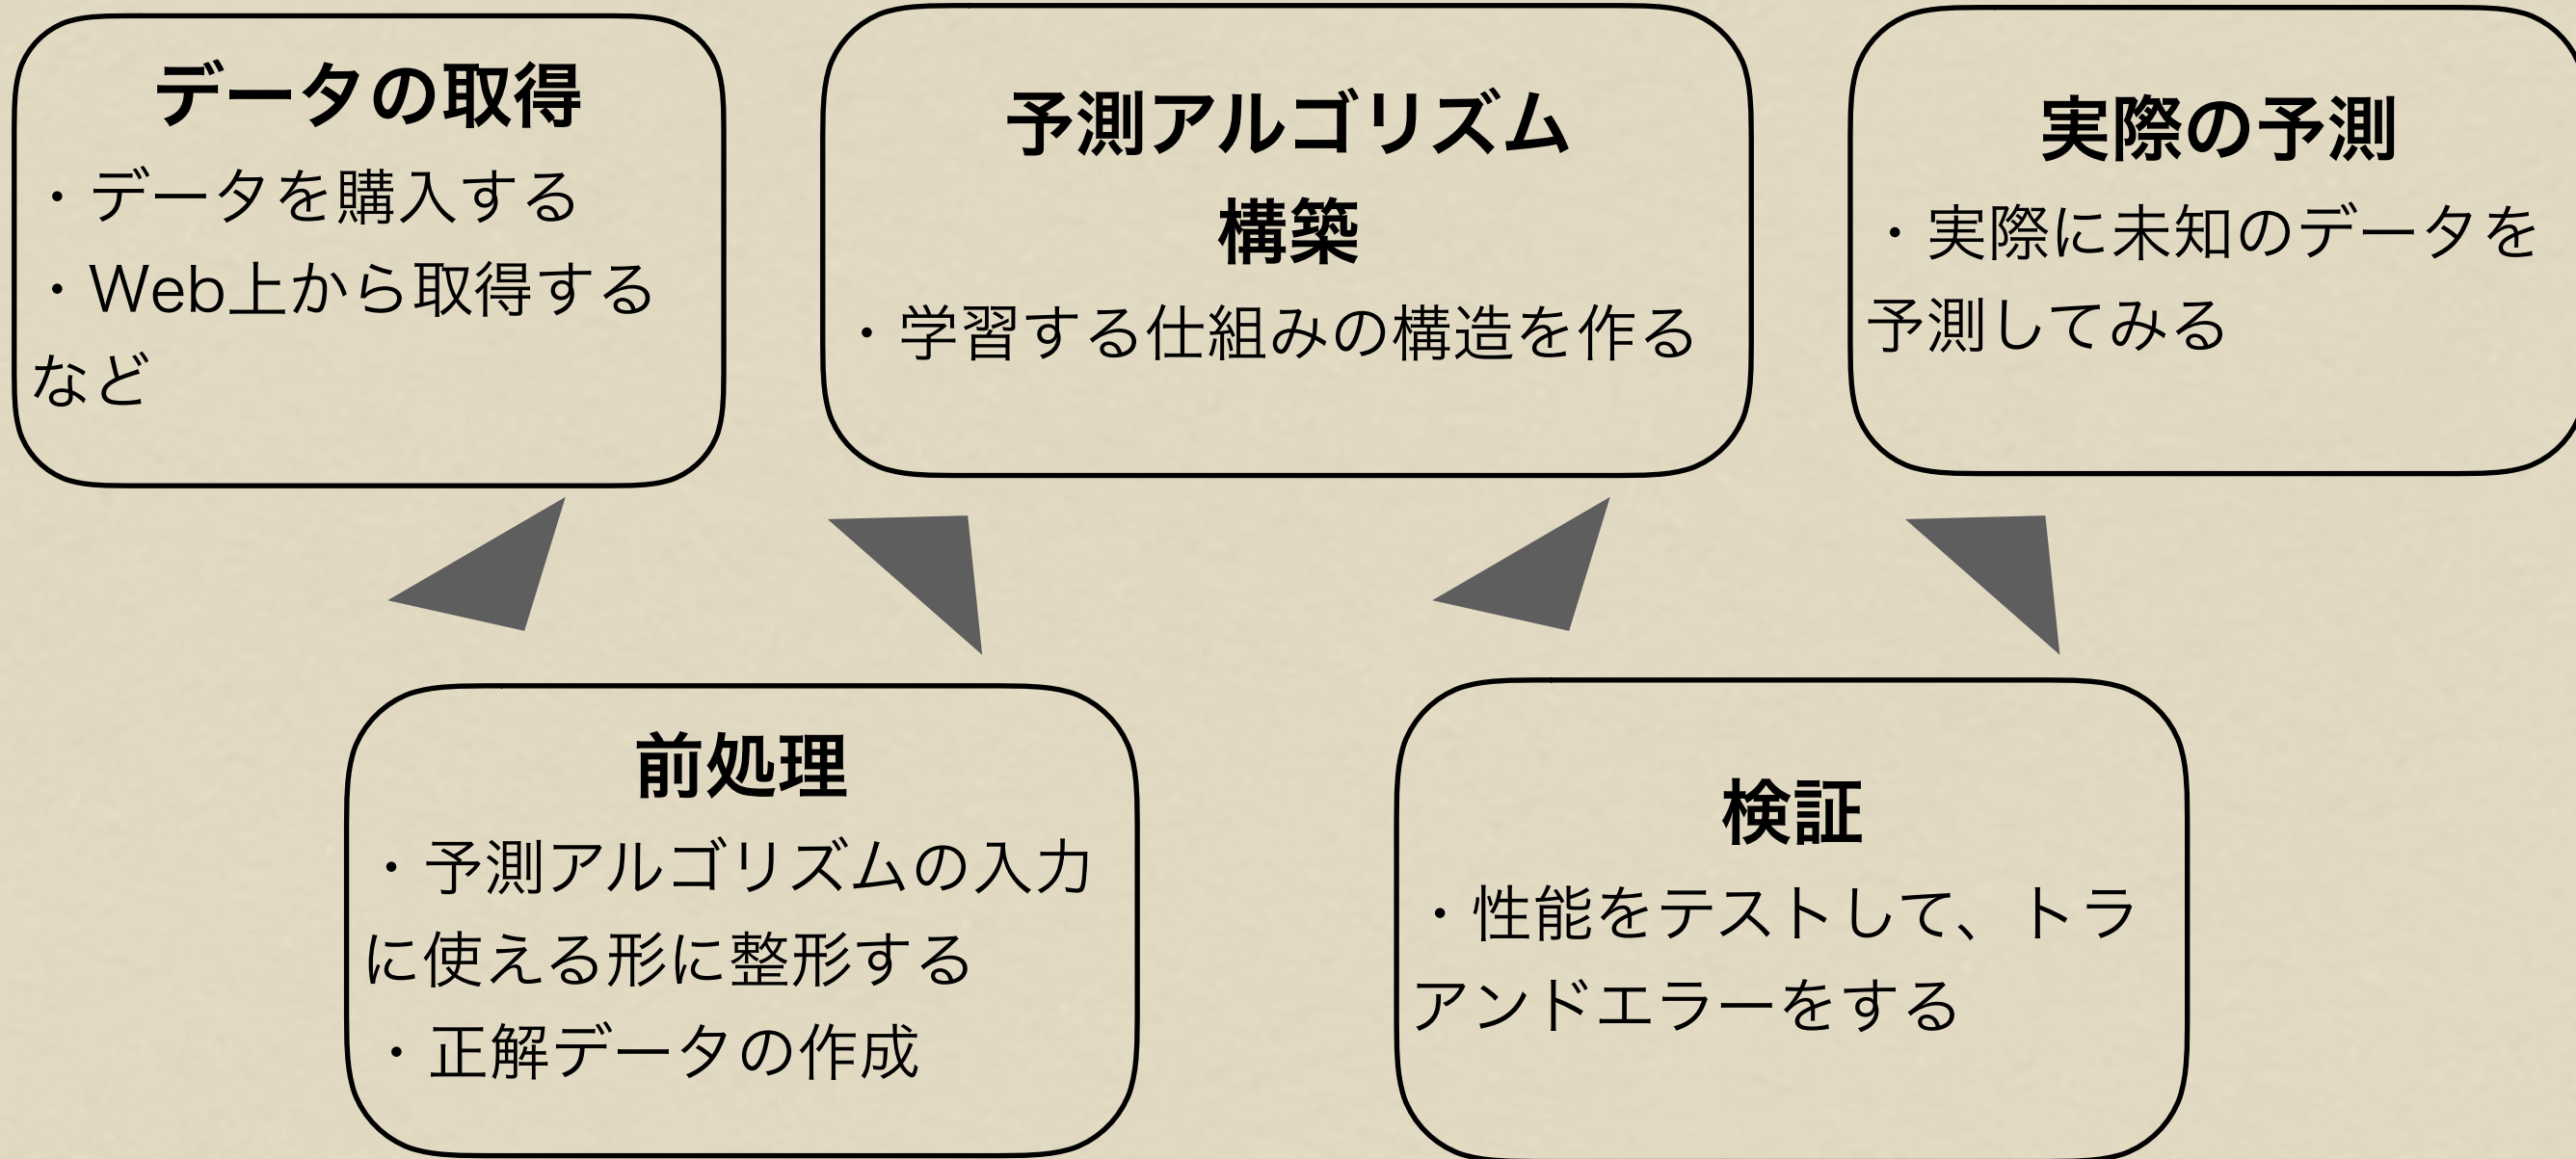 データの取得
・データを購入する
・Web上から取得する
など
予測アルゴリズム
構築
・学習する仕組みの構造を作る
実際の予測
・実際に未知のデータを
予測してみる
前処理
・予測アルゴリズムの入力
に使える形に整形する
・正解データの作成
検証
・性能をテストして、トラ
アンドエラーをする